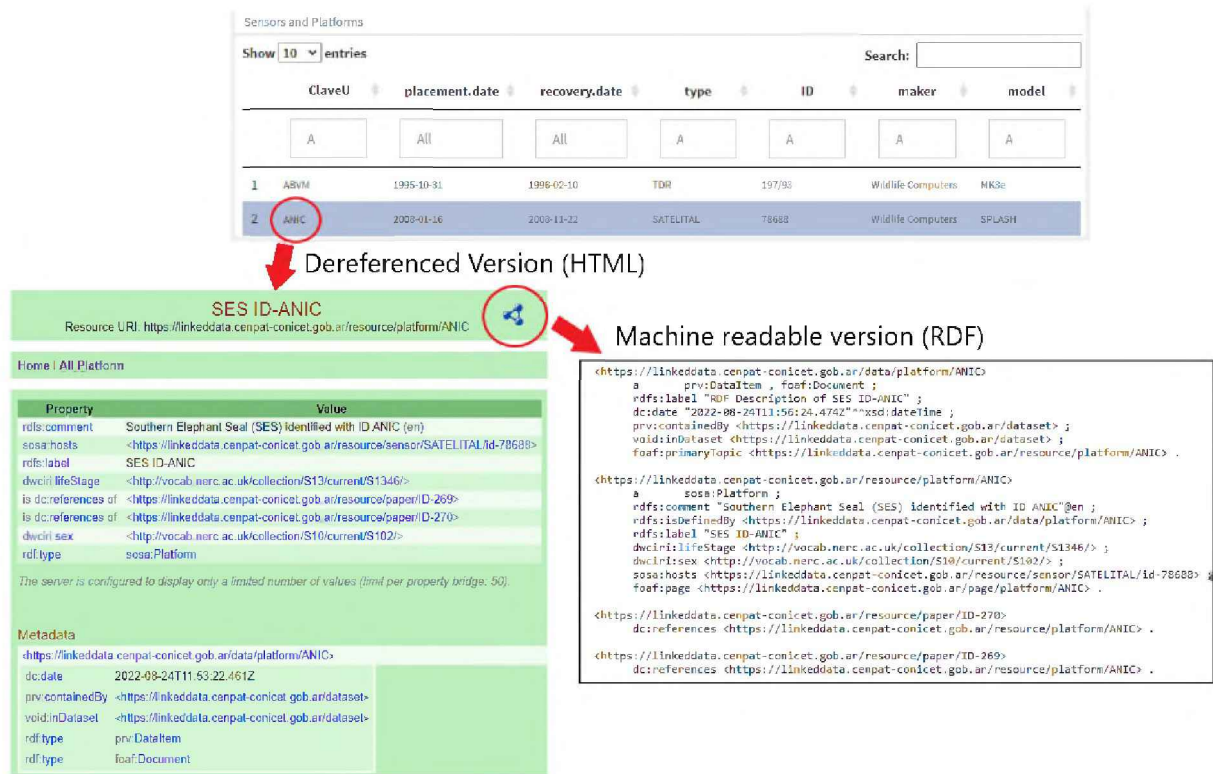 Sensors and Platforms
Show 10 entries
Search:
ClaveU placement.date recovery.date type ID maker model
A All All A A A A
1 ABVM 1995-10-31 1996-02-10 TDR 197/93 Wildlife Computers MK3e
2 ANIC 2008-01-16 2008-11-22 SATELITAL 78688 Wildlife Computers SPLASH
Dereferenced Version (HTML)
SES ID-ANIC
Resource URI: https://linkeddata.cenpat-conicet.gob.ar/resource/platform/ANIC
Home | All Platform
Property Value
rdfs:comment Southern Elephant Seal (SES) identified with ID ANIC (en)
sosa:hosts <https://linkeddata.cenpat-conicet.gob.ar/resource/sensor/SATELITAL/id-78688>
rdfs:label SES ID-ANIC
dwciri:lifeStage <http://vocab.nerc.ac.uk/collection/S13/current/S1346/>
is dc:references of <https://linkeddata.cenpat-conicet.gob.ar/resource/paper/ID-269>
is dc:references of <https://linkeddata.cenpat-conicet.gob.ar/resource/paper/ID-270>
dwciri:sex <http://vocab.nerc.ac.uk/collection/S10/current/S102/>
rdf:type sosa:Platform
The server is configured to display only a limited number of values (limit per property bridge: 50).
Metadata
<https://linkeddata.cenpat-conicet.gob.ar/data/platform/ANIC>
dc:date 2022-08-24T11:53:22.461Z
prv:containedBy <https://linkeddata.cenpat-conicet.gob.ar/dataset>
void:inDataset <https://linkeddata.cenpat-conicet.gob.ar/dataset>
rdf:type prv:DataItem
rdf:type foaf:Document
Machine readable version (RDF)
<https://linkeddata.cenpat-conicet.gob.ar/data/platform/ANIC>
a prv:DataItem , foaf:Document ;
rdfs:label "RDF Description of SES ID-ANIC" ;
dc:date "2022-08-24T11:56:24.474Z"^^xsd:dateTime ;
prv:containedBy <https://linkeddata.cenpat-conicet.gob.ar/dataset> ;
void:inDataset <https://linkeddata.cenpat-conicet.gob.ar/dataset> ;
foaf:primaryTopic <https://linkeddata.cenpat-conicet.gob.ar/resource/platform/ANIC> .
<https://linkeddata.cenpat-conicet.gob.ar/resource/platform/ANIC>
a sosa:Platform ;
rdfs:comment "Southern Elephant Seal (SES) identified with ID ANIC"@en ;
rdfs:isDefinedBy <https://linkeddata.cenpat-conicet.gob.ar/data/platform/ANIC> ;
rdfs:label "SES ID-ANIC" ;
dwciri:lifeStage <http://vocab.nerc.ac.uk/collection/S13/current/S1346/> ;
dwciri:sex <http://vocab.nerc.ac.uk/collection/S10/current/S102/> ;
sosa:hosts <https://linkeddata.cenpat-conicet.gob.ar/resource/sensor/SATELITAL/id-78688> ;
foaf:page <https://linkeddata.cenpat-conicet.gob.ar/page/platform/ANIC> .
<https://linkeddata.cenpat-conicet.gob.ar/resource/paper/ID-270>
dc:references <https://linkeddata.cenpat-conicet.gob.ar/resource/platform/ANIC> .
<https://linkeddata.cenpat-conicet.gob.ar/resource/paper/ID-269>
dc:references <https://linkeddata.cenpat-conicet.gob.ar/resource/platform/ANIC> .